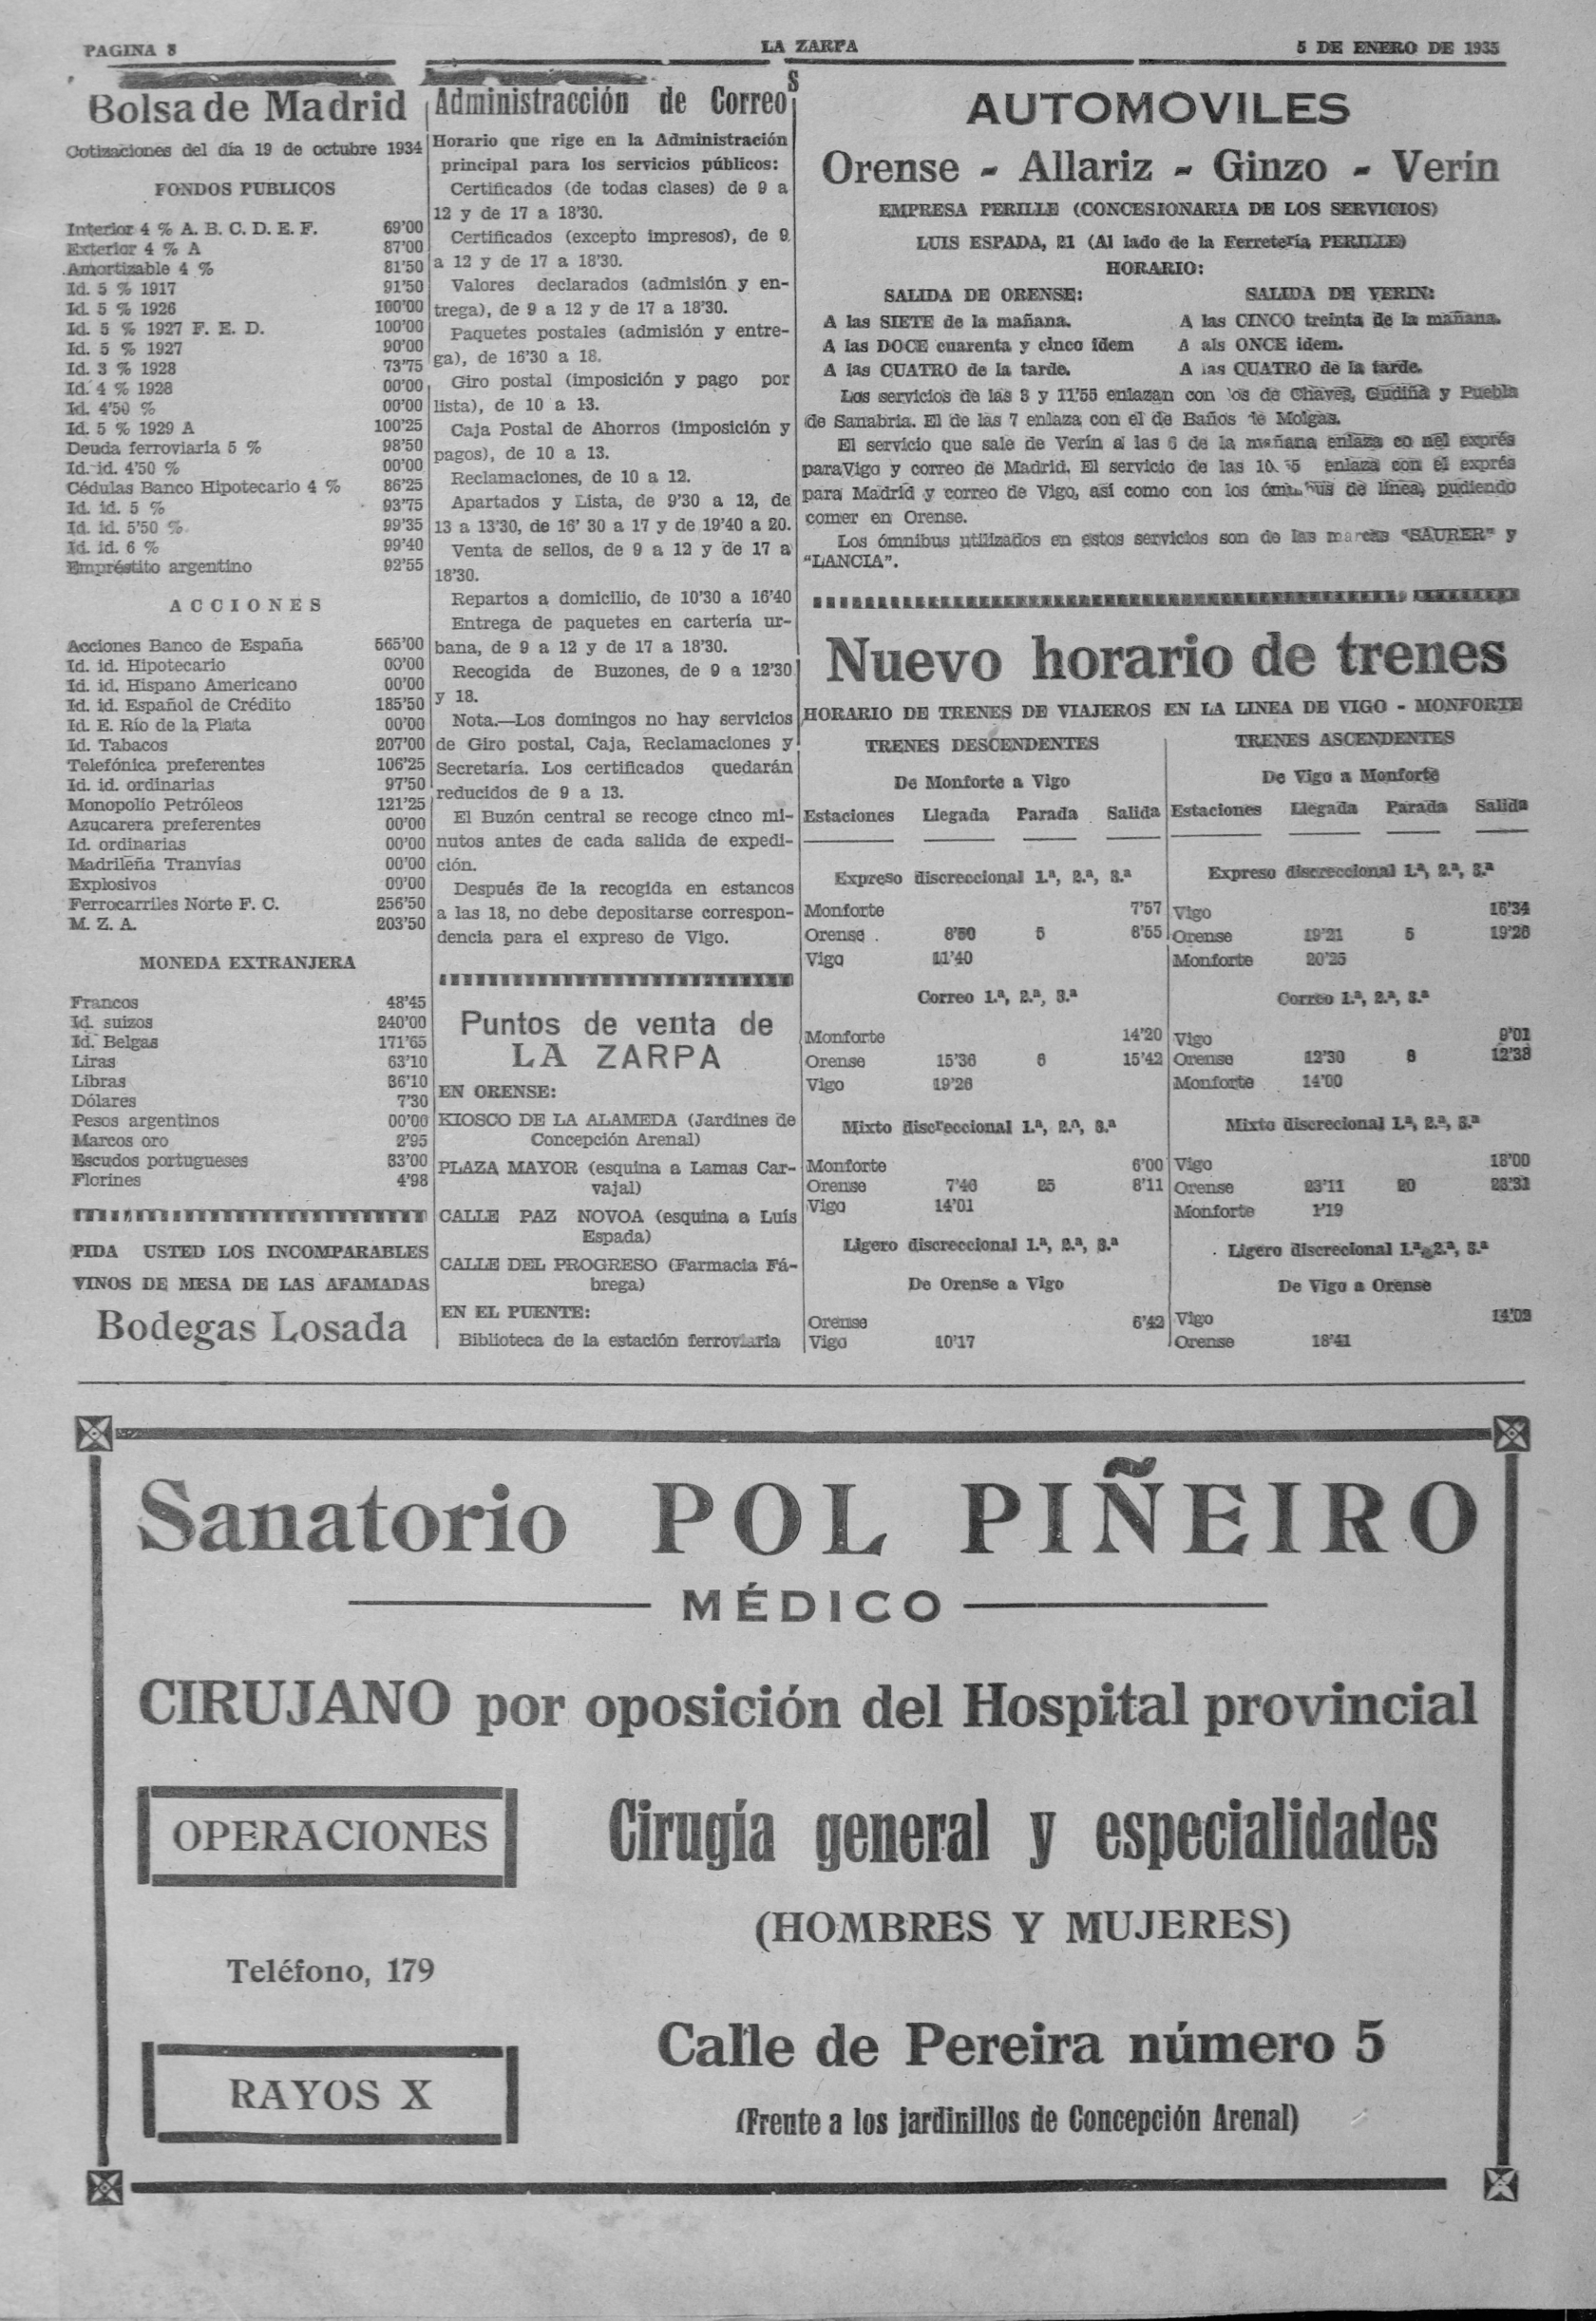 PAGINA 8
LA ZARPA
5 DE ENERO DE 1935
Bolsa de Madrid
Cotizaciones del día 19 de octubre 1934
FONDOS PUBLICOS
Interior 4 % A. B. C. D. E. F. 69'00
Exterior 4 % A 87'00
Amortizable 4 % 81'50
Id. 5 % 1917 91'50
Id. 5 % 1926 100'00
Id. 5 % 1927 F. E. D. 100'00
Id. 5 % 1927 90'00
Id. 3 % 1928 73'75
Id. 4 % 1928 00'00
Id. 4'50 % 00'00
Id. 5 % 1929 A 100'25
Deuda ferroviaria 5 % 98'50
Id. id. 4'50 % 00'00
Cédulas Banco Hipotecario 4 % 86'25
Id. id. 5 % 93'75
Id. id. 5'50 % 99'35
Id. id. 6 % 99'40
Empréstito argentino 92'55
ACCIONES
Acciones Banco de España 565'00
Id. id. Hipotecario 00'00
Id. id. Hispano Americano 00'00
Id. id. Español de Crédito 185'50
Id. E. Río de la Plata 00'00
Id. Tabacos 207'00
Telefónica preferentes 106'25
Id. id. ordinarias 97'50
Monopolio Petróleos 121'25
Azucarera preferentes 00'00
Id. ordinarias 00'00
Madrileña Tranvías 00'00
Explosivos 00'00
Ferrocarriles Norte F. C. 256'50
M. Z. A. 203'50
MONEDA EXTRANJERA
Francos 48'45
Id. suizos 240'00
Id. Belgas 171'65
Liras 63'10
Libras 36'10
Dólares 7'30
Pesos argentinos 00'00
Marcos oro 2'95
Escudos portugueses 33'00
Florines 4'98
PIDA USTED LOS INCOMPARABLES
VINOS DE MESA DE LAS AFAMADAS
Bodegas Losada
Administracción de Correos
Horario que rige en la Administración
principal para los servicios públicos:
Certificados (de todas clases) de 9 a
12 y de 17 a 18'30.
Certificados (excepto impresos), de 9
a 12 y de 17 a 18'30.
Valores declarados (admisión y en-
trega), de 9 a 12 y de 17 a 18'30.
Paquetes postales (admisión y entre-
ga), de 16'30 a 18.
Giro postal (imposición y pago por
lista), de 10 a 13.
Caja Postal de Ahorros (imposición y
pagos), de 10 a 13.
Reclamaciones, de 10 a 12.
Apartados y Lista, de 9'30 a 12, de
13 a 13'30, de 16' 30 a 17 y de 19'40 a 20.
Venta de sellos, de 9 a 12 y de 17 a
18'30.
Repartos a domicilio, de 10'30 a 16'40
Entrega de paquetes en cartería ur-
bana, de 9 a 12 y de 17 a 18'30.
Recogida de Buzones, de 9 a 12'30
y 18.
Nota.—Los domingos no hay servicios
de Giro postal, Caja, Reclamaciones y
Secretaría. Los certificados quedarán
reducidos de 9 a 13.
El Buzón central se recoge cinco mi-
nutos antes de cada salida de expedi-
ción.
Después de la recogida en estancos
a las 18, no debe depositarse correspon-
dencia para el expreso de Vigo.
Puntos de venta de
LA ZARPA
EN ORENSE:
KIOSCO DE LA ALAMEDA (Jardines de
Concepción Arenal)
PLAZA MAYOR (esquina a Lamas Car-
vajal)
CALLE PAZ NOVOA (esquina a Luís
Espada)
CALLE DEL PROGRESO (Farmacia Fá-
brega)
EN EL PUENTE:
Biblioteca de la estación ferroviaria
AUTOMOVILES
Orense - Allariz - Ginzo - Verín
EMPRESA PERILLE (CONCESIONARIA DE LOS SERVICIOS)
LUIS ESPADA, 21 (Al lado de la Ferretería PERILLE)
HORARIO:
SALIDA DE ORENSE:
A las SIETE de la mañana.
A las DOCE cuarenta y cinco idem
A las CUATRO de la tarde.
SALIDA DE VERIN:
A las CINCO treinta de la mañana.
A als ONCE idem.
A las QUATRO de la tarde.
Los servicios de las 8 y 11'55 enlazan con los de Chaves, Gudiña y Puebla
de Sanabria. El de las 7 enlaza con el de Baños de Molgas.
El servicio que sale de Verín a las 6 de la mañana enlaza co nel exprés
paraVigo y correo de Madrid. El servicio de las enlaza con el exprés
para Madrid y correo de Vigo, así como con los ómnibus de línea, pudiendo
comer en Orense.
Los ómnibus utilizados en estos servicios son de las marcas "SAURER" y
"LANCIA".
Nuevo horario de trenes
HORARIO DE TRENES DE VIAJEROS EN LA LINEA DE VIGO - MONFORTE
TRENES DESCENDENTES
De Monforte a Vigo
Estaciones Llegada Parada Salida
Expreso discreccional 1.ª, 2.ª, 3.ª
Monforte 7'57
Orense 8'50 5 8'55
Vigo 11'40
Correo 1.ª, 2.ª, 3.ª
Monforte 14'20
Orense 15'36 6 15'42
Vigo 19'26
Mixto discreccional 1.ª, 2.ª, 3.ª
Monforte 6'00
Orense 7'46 25 8'11
Vigo 14'01
Ligero discreccional 1.ª, 2.ª, 3.ª
De Orense a Vigo
Orense 6'42
Vigo 10'17
TRENES ASCENDENTES
De Vigo a Monforte
Estaciones Llegada Parada Salida
Expreso discreccional 1.ª, 2.ª, 3.ª
Vigo 16'34
Orense 19'21 5 19'26
Monforte 20'25
Correo 1.ª, 2.ª, 3.ª
Vigo 9'01
Orense 12'30 8 12'38
Monforte 14'00
Mixto discrecional 1.ª, 2.ª, 3.ª
Vigo 18'00
Orense 23'11 20 23'31
Monforte 1'19
Ligero discrecional 1.ª 2.ª, 3.ª
De Vigo a Orense
Vigo 14'02
Orense 18'41
Sanatorio POL PIÑEIRO
MÉDICO
CIRUJANO por oposición del Hospital provincial
OPERACIONES
Teléfono, 179
RAYOS X
Cirugía general y especialidades
(HOMBRES Y MUJERES)
Calle de Pereira número 5
(Frente a los jardinillos de Concepción Arenal)